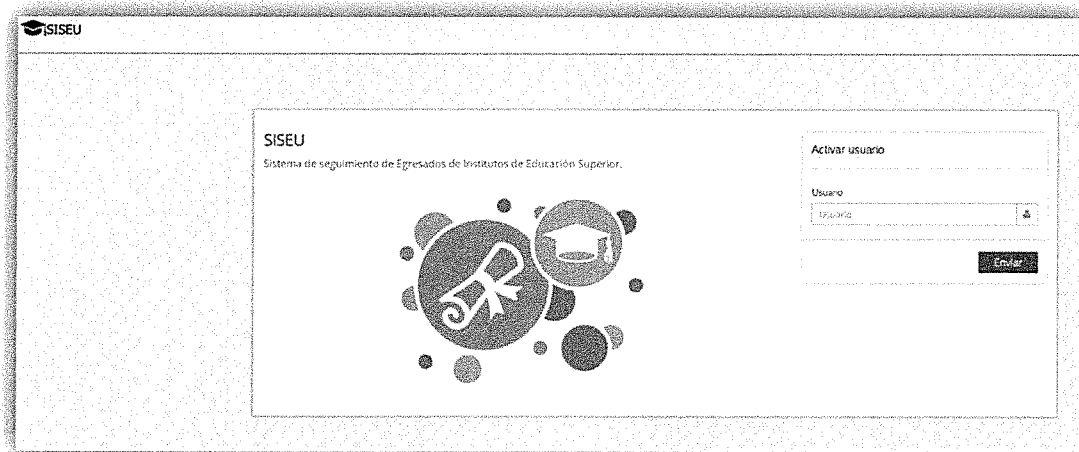 SISEU
SISEU
Sistema de seguimiento de Egresados de Institutos de Educación Superior.
Activar usuario
Usuario
Usuario
Enviar